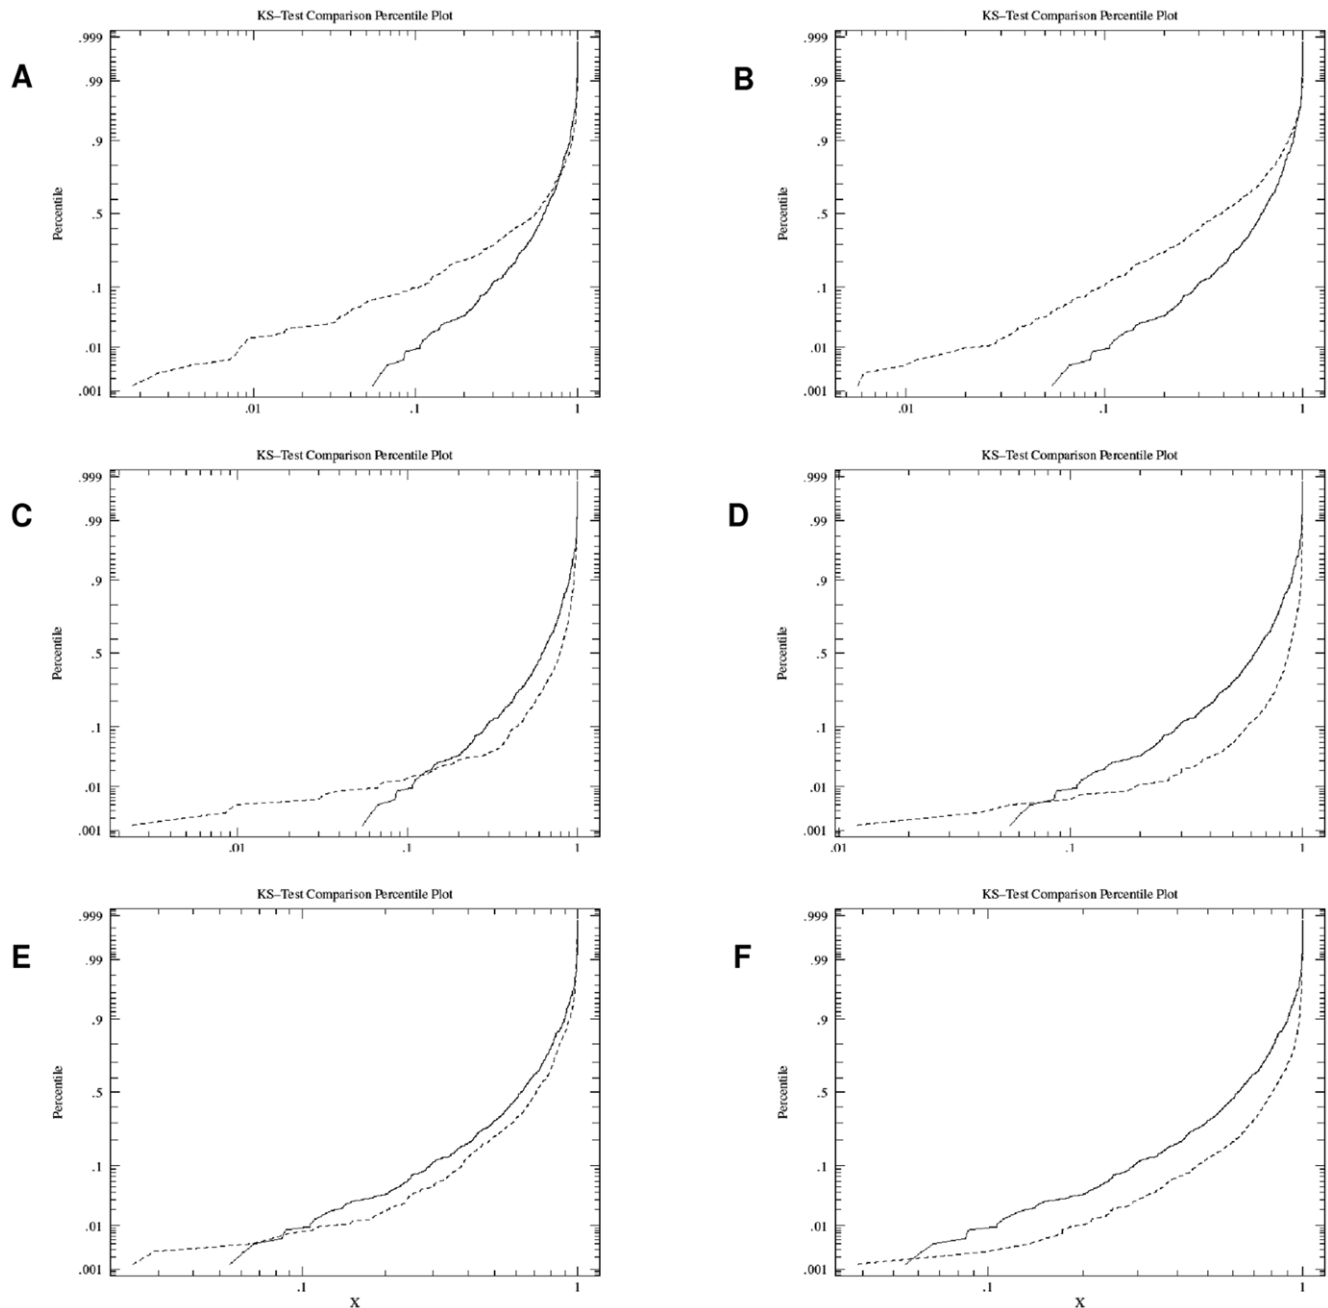 KS–Test Comparison Percentile Plot
A
.999
.99
.9
.5
.1
.01
.001
Percentile
.01 .1 1
KS–Test Comparison Percentile Plot
B
.999
.99
.9
.5
.1
.01
.001
Percentile
.01 .1 1
KS–Test Comparison Percentile Plot
C
.999
.99
.9
.5
.1
.01
.001
Percentile
.01 .1 1
KS–Test Comparison Percentile Plot
D
.999
.99
.9
.5
.1
.01
.001
Percentile
.01 .1 1
KS–Test Comparison Percentile Plot
E
.999
.99
.9
.5
.1
.01
.001
Percentile
.1 1
X
KS–Test Comparison Percentile Plot
F
.999
.99
.9
.5
.1
.01
.001
Percentile
.1 1
X